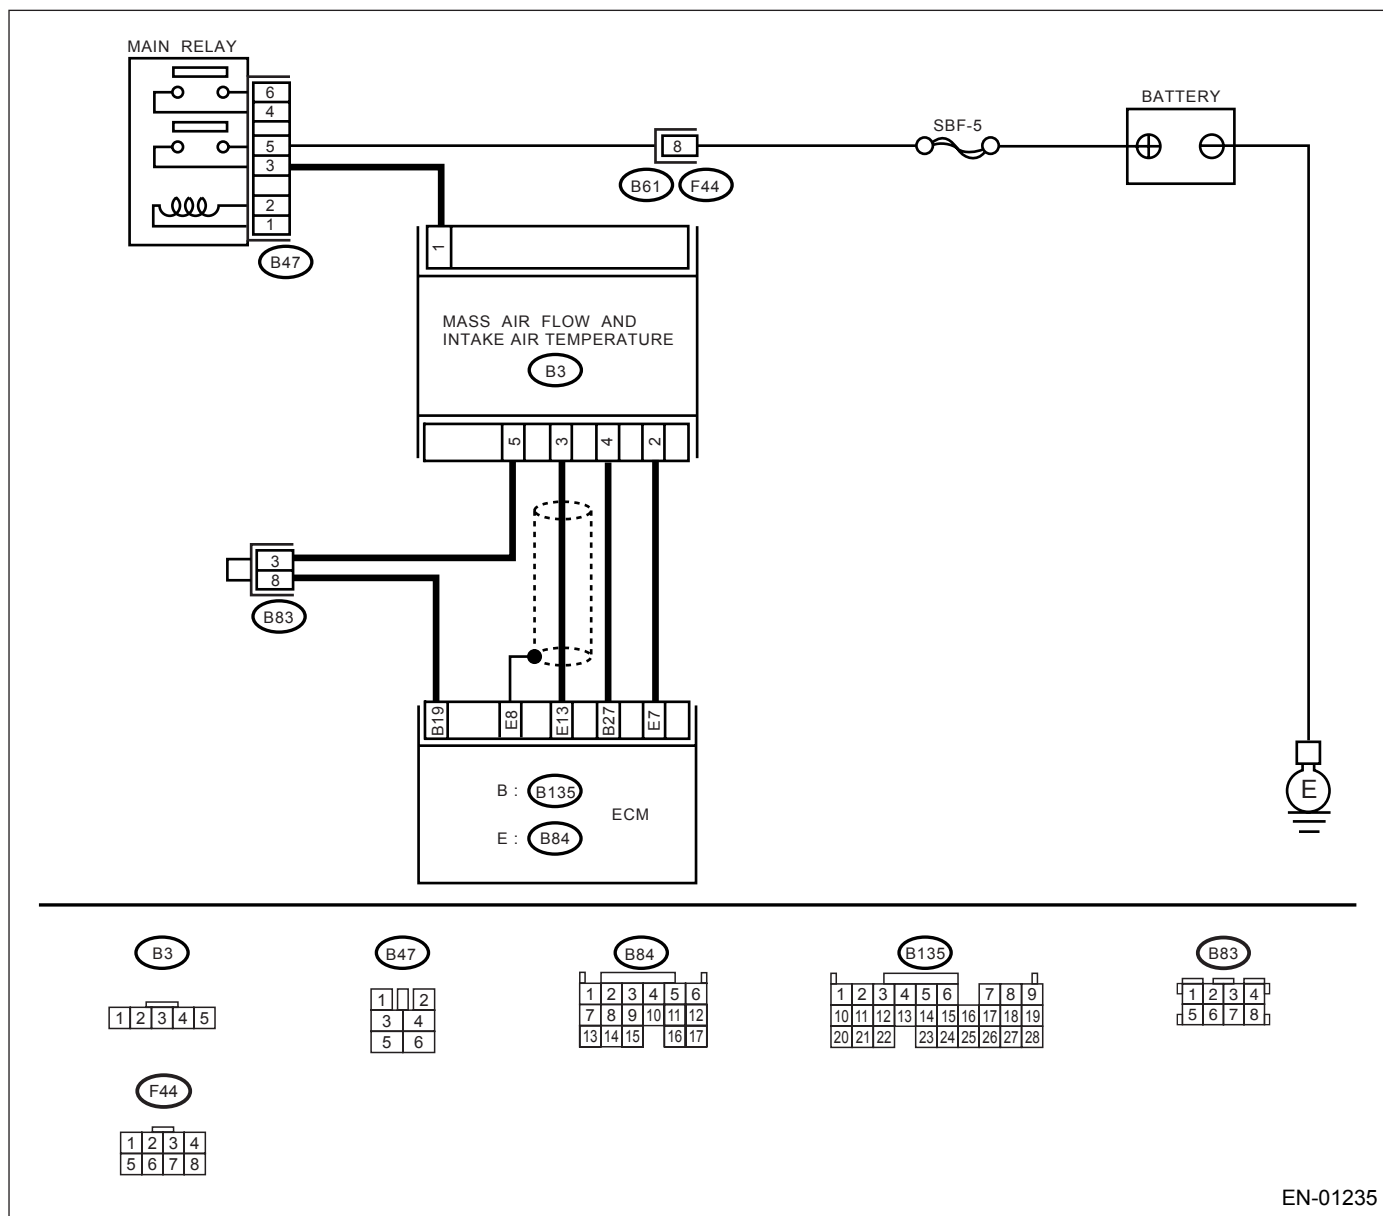 MAIN RELAY
BATTERY
SBF-5
6
4
5
3
2
1
8
B61 F44
B47
1
MASS AIR FLOW AND
INTAKE AIR TEMPERATURE
B3
5 3 4 2
3
8
B83
B19 E8 E13 B27 E7
B : B135
ECM
E : B84
E
B3
1 2 3 4 5
B47
1 2
3 4
5 6
B84
1 2 3 4 5 6
7 8 9 10 11 12
13 14 15 16 17
B135
1 2 3 4 5 6 7 8 9
10 11 12 13 14 15 16 17 18 19
20 21 22 23 24 25 26 27 28
B83
1 2 3 4
5 6 7 8
F44
1 2 3 4
5 6 7 8
EN-01235